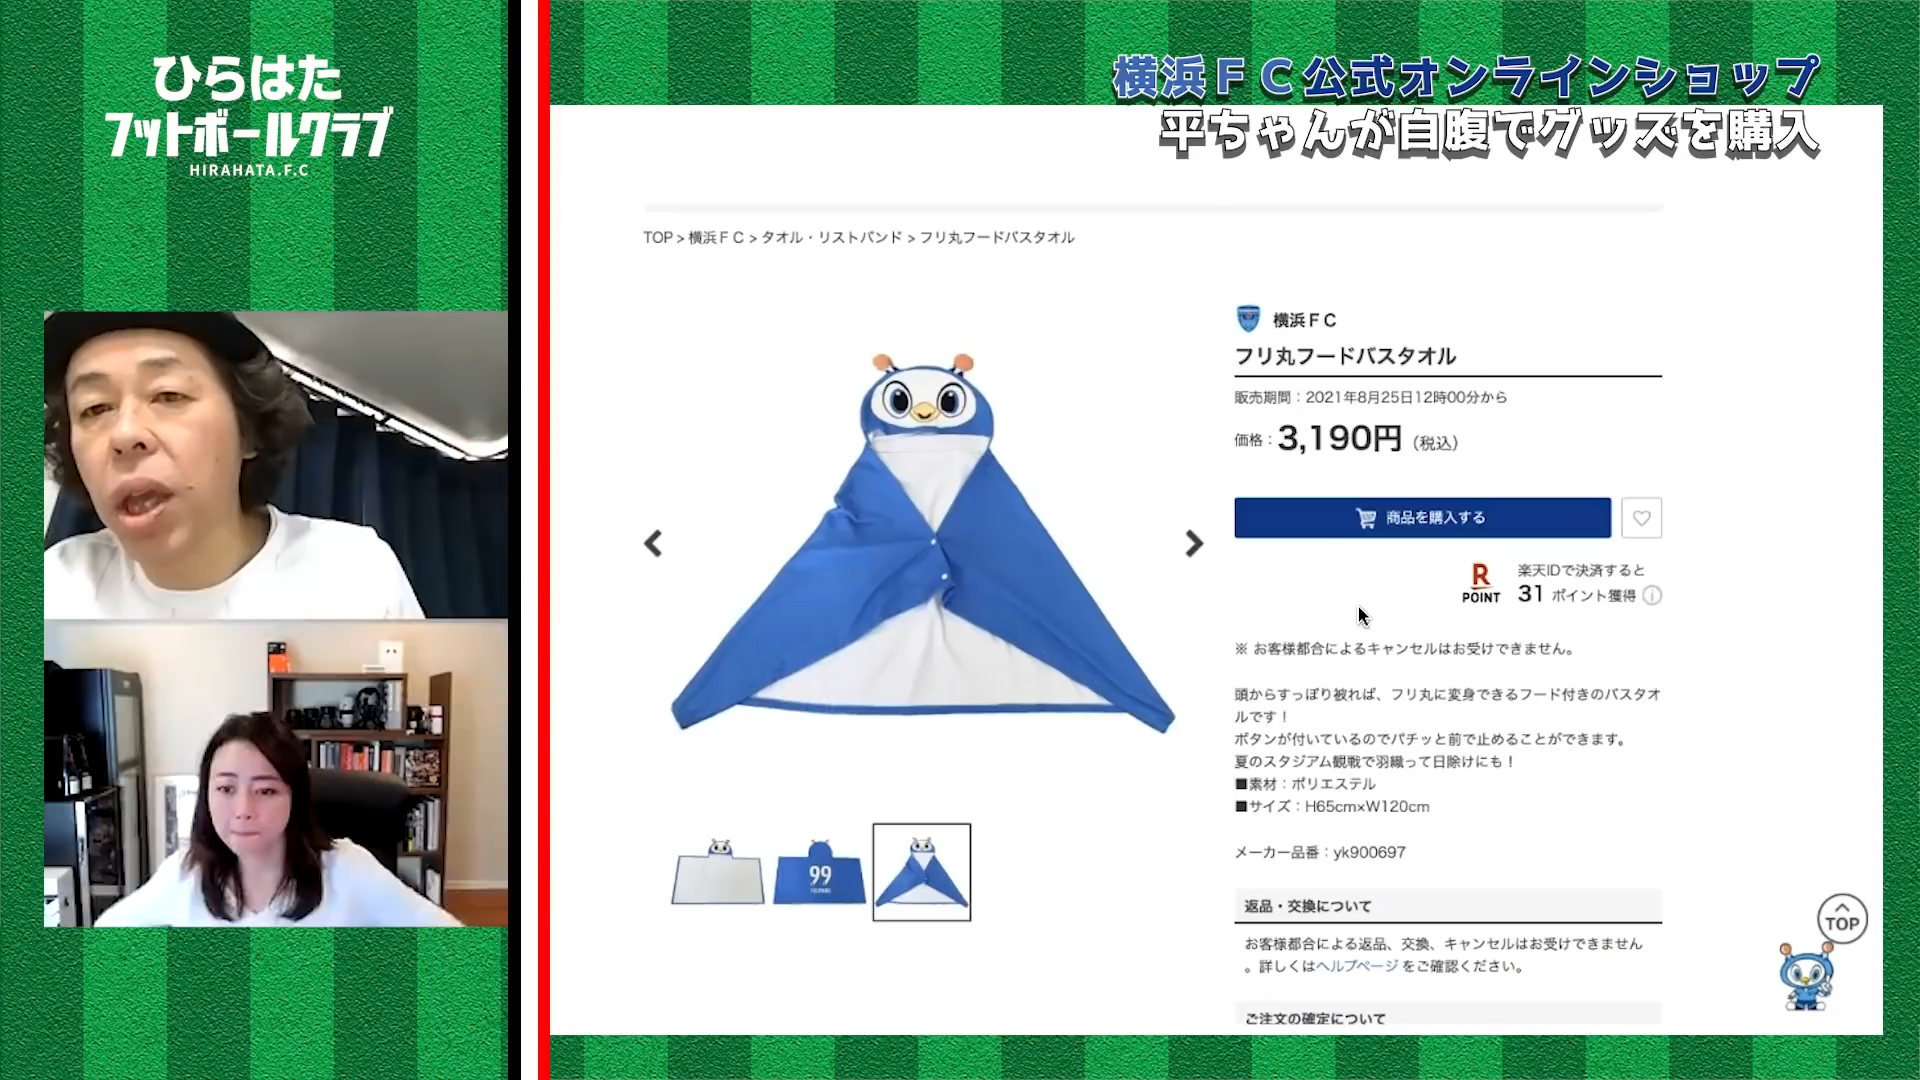 ひらはた
フットボールクラブ
HIRAHATA.F.C
横浜ＦＣ公式オンラインショップ
平ちゃんが自腹でグッズを購入
TOP > 横浜ＦＣ > タオル・リストバンド > フリ丸フードバスタオル
横浜ＦＣ
フリ丸フードバスタオル
販売期間：2021年8月25日12時00分から
価格：3,190円（税込）
商品を購入する
R
POINT
楽天IDで決済すると
31 ポイント獲得
※ お客様都合によるキャンセルはお受けできません。
頭からすっぽり被れば、フリ丸に変身できるフード付きのバスタオ
ルです！
ボタンが付いているのでパチッと前で止めることができます。
夏のスタジアム観戦で羽織って日除けにも！
■素材：ポリエステル
■サイズ：H65cm×W120cm
メーカー品番：yk900697
99
返品・交換について
お客様都合による返品、交換、キャンセルはお受けできません
。詳しくはヘルプページ をご確認ください。
TOP
ご注文の確定について